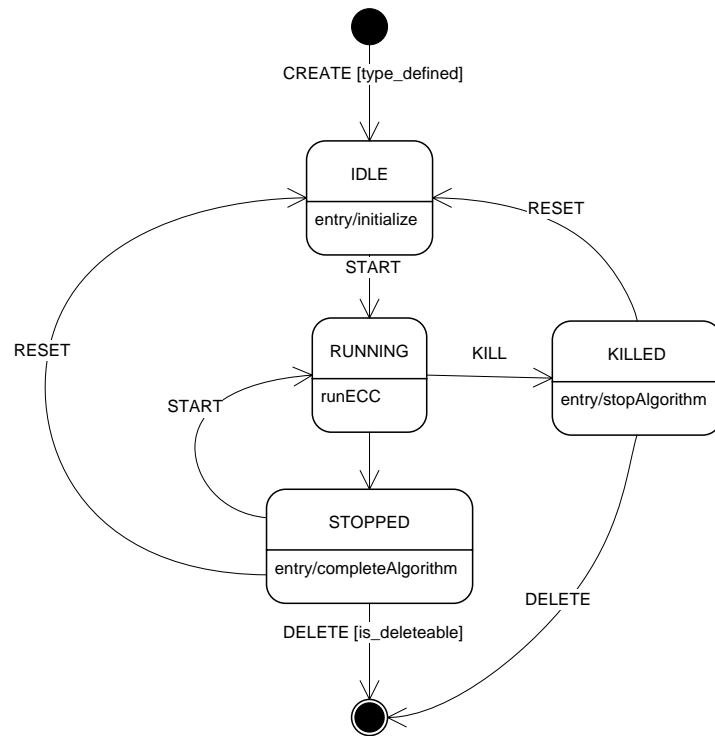 CREATE [type_defined]
IDLE
entry/initialize
RESET
START
RUNNING
runECC
KILL
KILLED
entry/stopAlgorithm
RESET
START
STOPPED
entry/completeAlgorithm
DELETE
DELETE [is_deleteable]